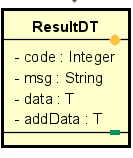 ResultDT
- code : Integer
- msg : String
- data : T
- addData : T